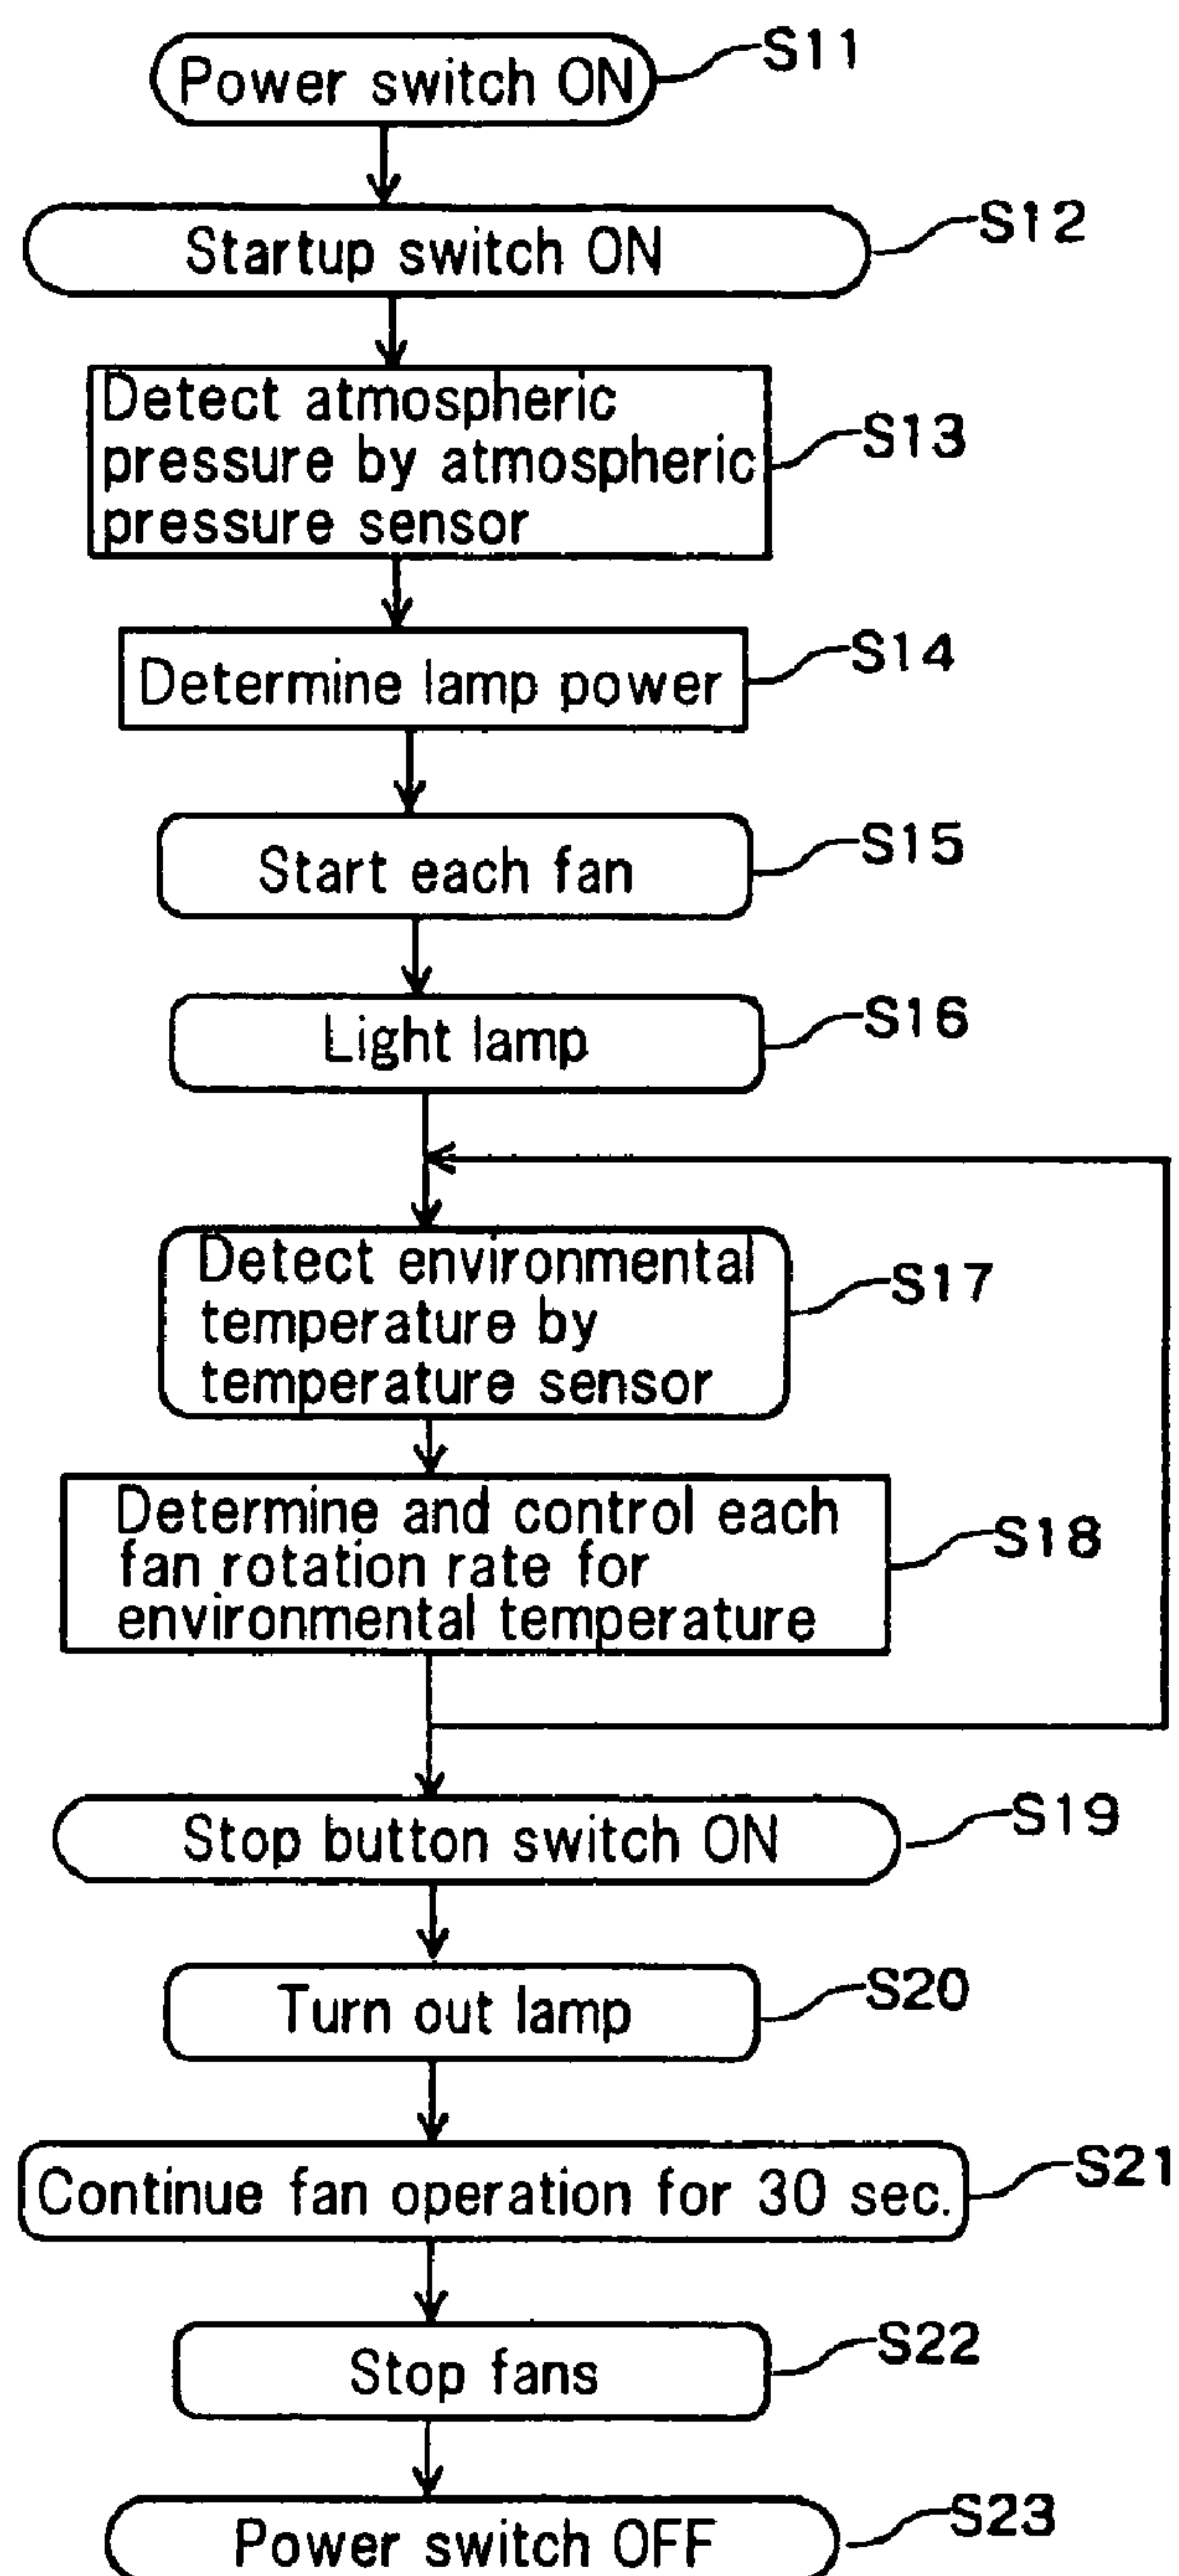 Power switch ON
S11
Startup switch ON
S12
Detect atmospheric
pressure by atmospheric
pressure sensor
S13
Determine lamp power
S14
Start each fan
S15
Light lamp
S16
Detect environmental
temperature by
temperature sensor
S17
Determine and control each
fan rotation rate for
environmental temperature
S18
Stop button switch ON
S19
Turn out lamp
S20
Continue fan operation for 30 sec.
S21
Stop fans
S22
Power switch OFF
S23